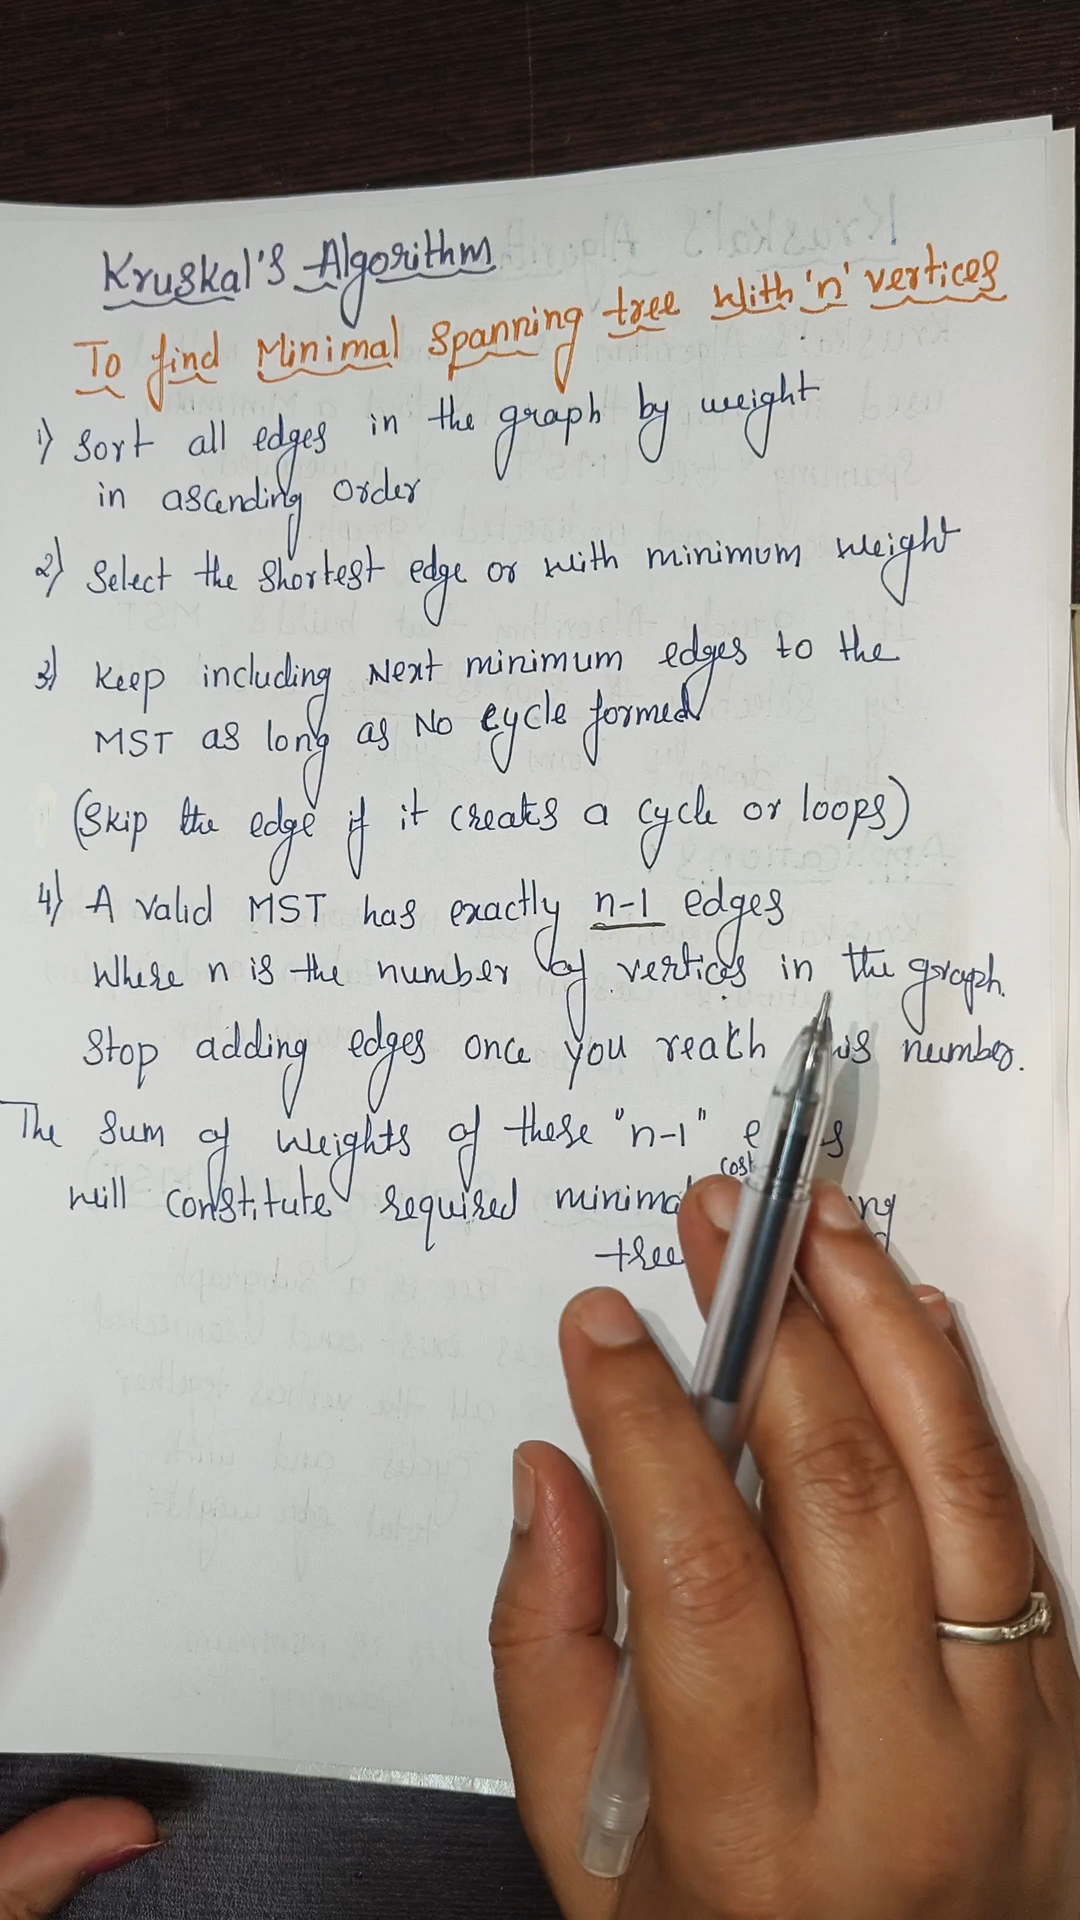 Kruskal's Algorithm
To find Minimal Spanning tree With 'n' vertices
1) Sort all edges in the graph by weight
in ascending order
2) Select the shortest edge or with minimum weight
3) Keep including Next minimum edges to the
MST as long as No cycle formed
(Skip the edge if it creats a cycle or loops)
4) A valid MST has exactly n-1 edges
Where n is the number of vertices in the graph.
Stop adding edges once you reach number.
The sum of weights of these "n-1"
cost
will constitute required minimal
tree